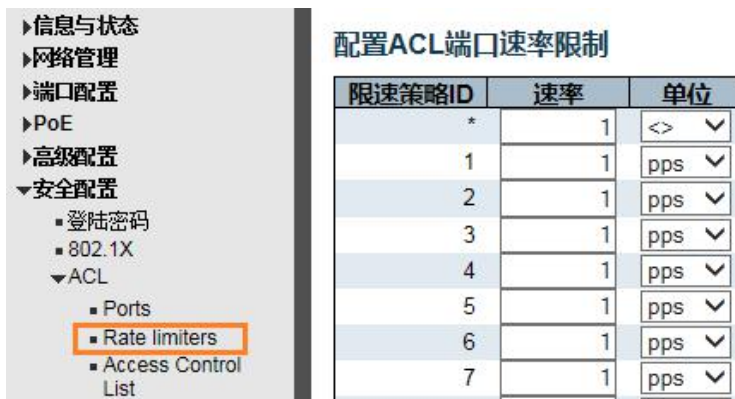 ▸信息与状态
▸网络管理
▸端口配置
▸PoE
▸高级配置
▾安全配置
▪登陆密码
▪802.1X
▾ACL
▪Ports
▪Rate limiters
▪Access Control
List
配置ACL端口速率限制
限速策略ID 速率 单位
* 1 <>
1 1 pps
2 1 pps
3 1 pps
4 1 pps
5 1 pps
6 1 pps
7 1 pps